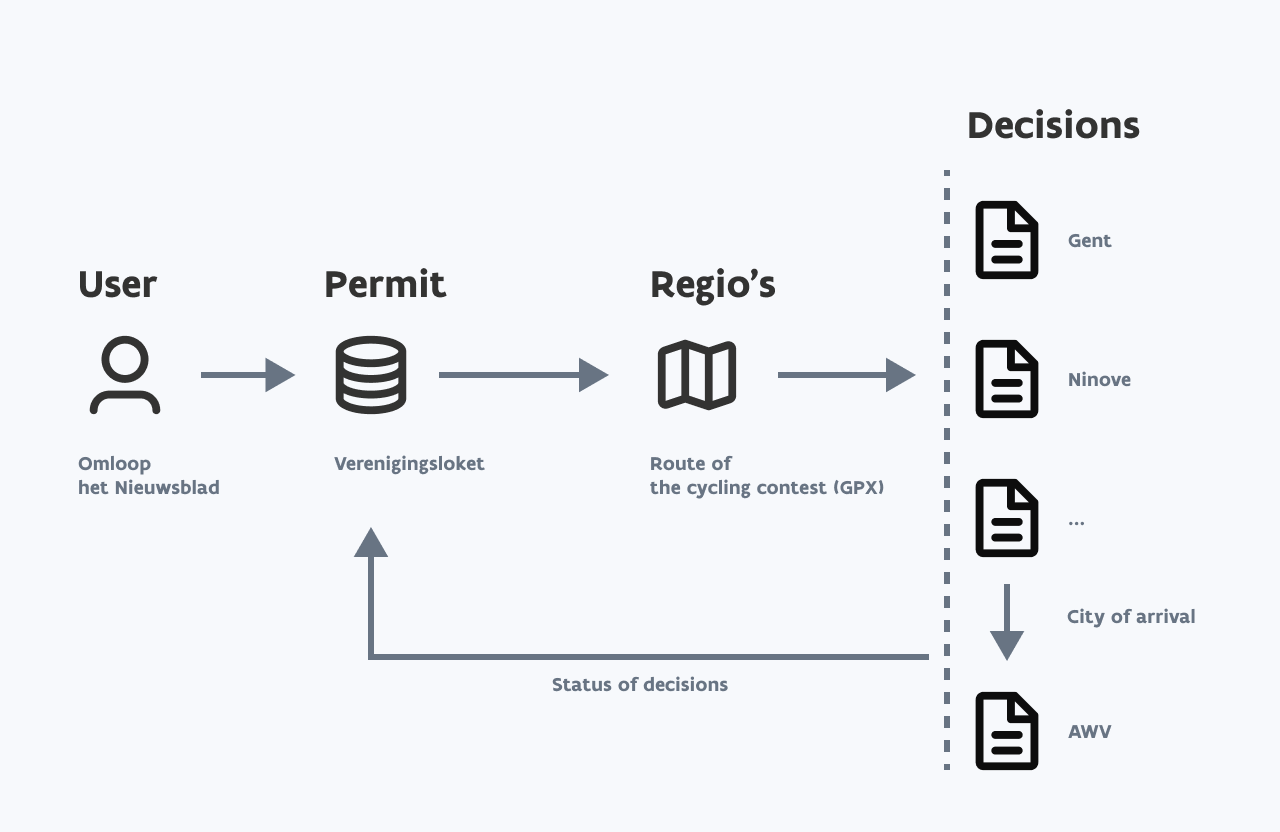 Decisions
Gent
User
Permit
Regio’s
Ninove
Omloop
het Nieuwsblad
Verenigingsloket
Route of
the cycling contest (GPX)
...
City of arrival
Status of decisions
AWV